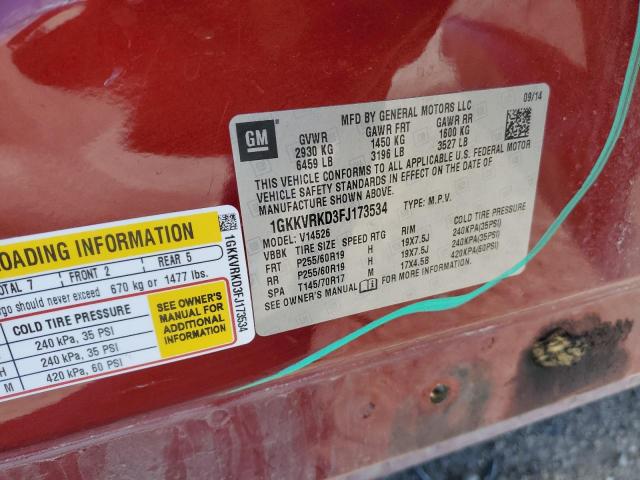 09/14
MFD BY GENERAL MOTORS LLC
GM
GVWR GAWR FRT GAWR RR
2930 KG 1450 KG 1600 KG
6459 LB 3196 LB 3527 LB
THIS VEHICLE CONFORMS TO ALL APPLICABLE U.S. FEDERAL MOTOR
VEHICLE SAFETY STANDARDS IN EFFECT ON THE DATE OF
MANUFACTURE SHOWN ABOVE.
1GKKVRKD3FJ173534 TYPE: M.P.V.
MODEL: V14526
VBBK TIRE SIZE SPEED RTG RIM COLD TIRE PRESSURE
FRT P255/60R19 H 19X7.5J 240KPA(35PSI)
RR P255/60R19 H 19X7.5J 240KPA(35PSI)
SPA T145/70R17 M 17X4.5B 420KPA(60PSI)
SEE OWNER'S MANUAL FOR MORE INFORMATION.
OADING INFORMATION
OTAL 7 FRONT 2 REAR 5
rgo should never exceed 670 kg or 1477 lbs.
COLD TIRE PRESSURE
240 kPa, 35 PSI
H 240 kPa, 35 PSI
M 420 kPa, 60 PSI
SEE OWNER'S
MANUAL FOR
ADDITIONAL
INFORMATION
1GKKVRKD3FJ173534